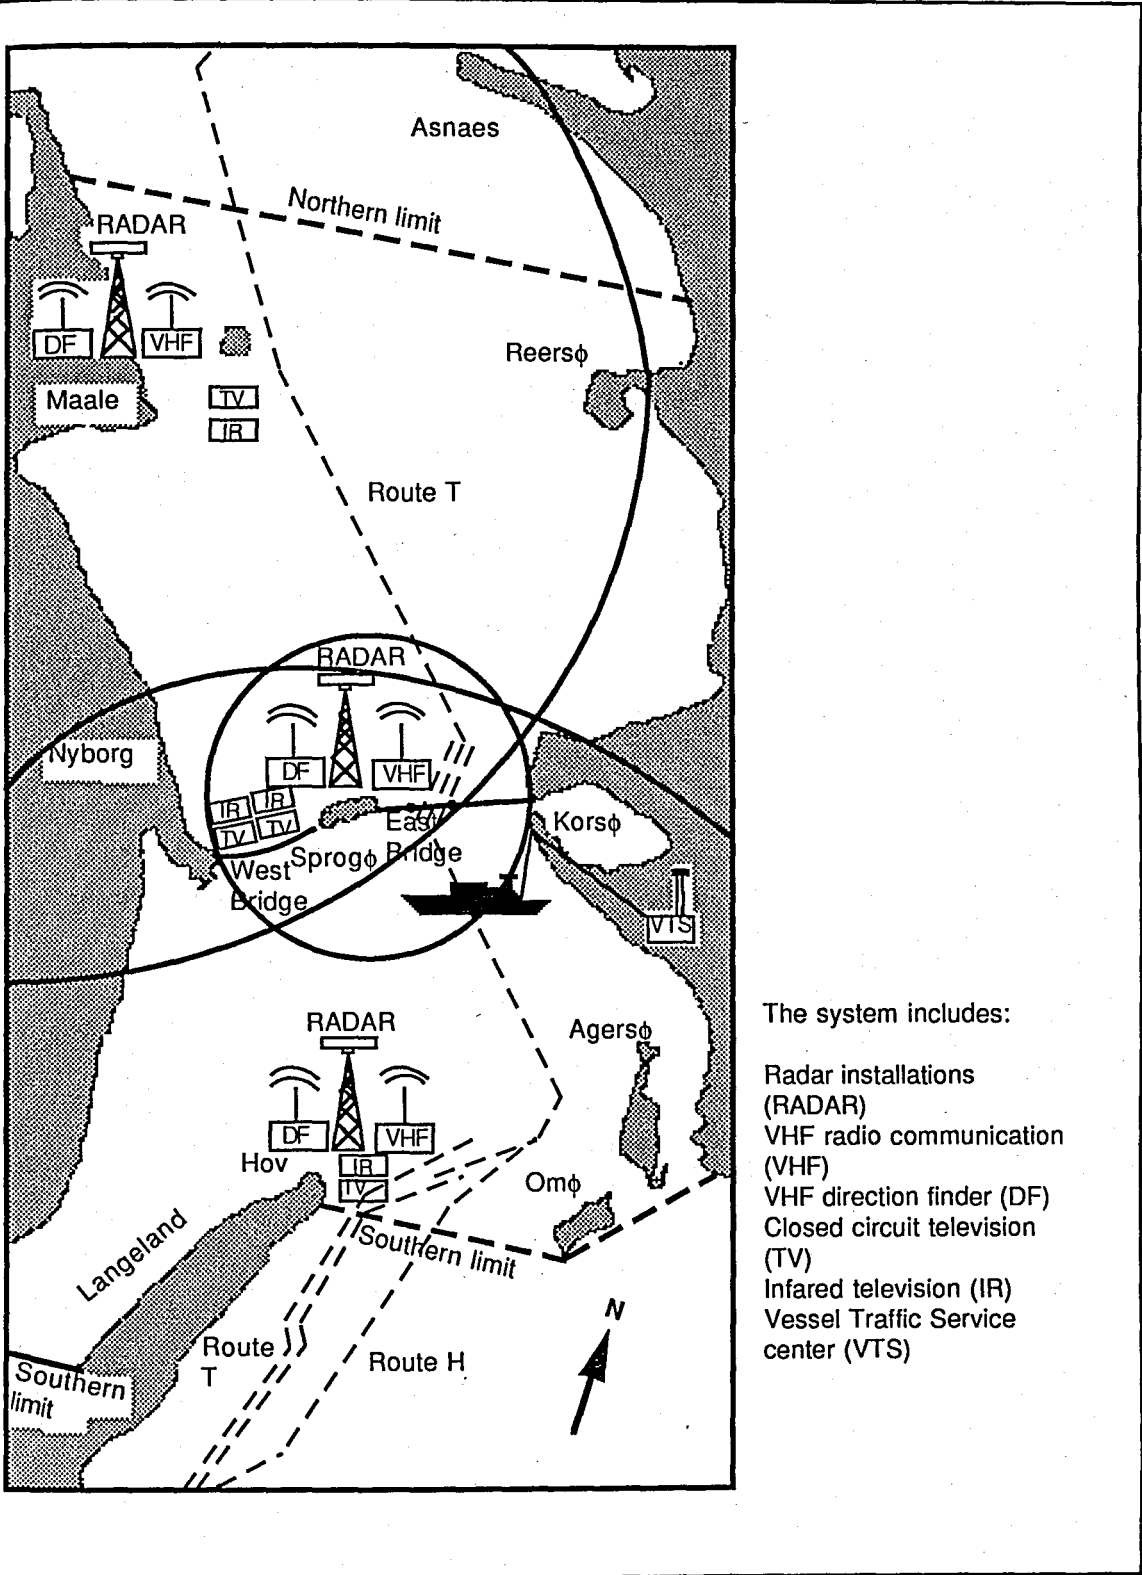 Asnaes
Northern limit
RADAR
DF
VHF
Maale
TV
IR
Reersϕ
Route T
RADAR
Nyborg
DF
VHF
IR
IR
TV
TV
East
Bridge
Sprogϕ
West
Bridge
Korsϕ
VTS
RADAR
Agersϕ
DF
VHF
Hov
IR
TV
Omϕ
Langeland
Southern limit
N
Route
T
Route H
Southern
limit
The system includes:
Radar installations
(RADAR)
VHF radio communication
(VHF)
VHF direction finder (DF)
Closed circuit television
(TV)
Infared television (IR)
Vessel Traffic Service
center (VTS)